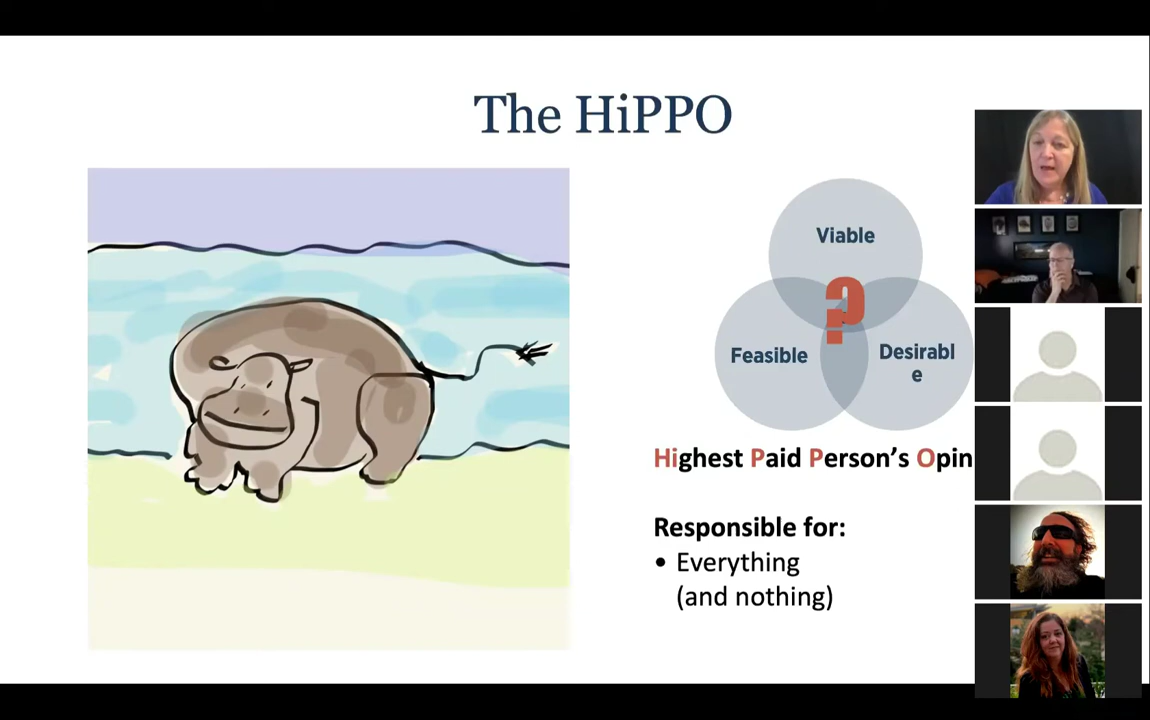 The HiPPO
Viable
?
Feasible
Desirabl
e
Highest Paid Person’s Opin
Responsible for:
• Everything
(and nothing)